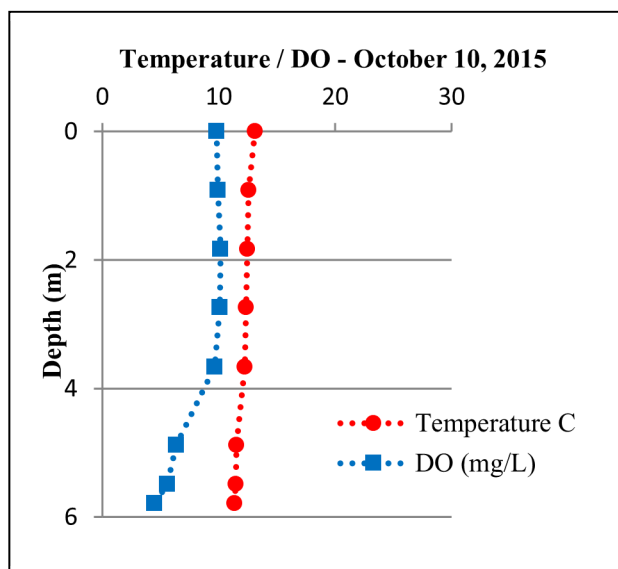 Temperature / DO - October 10, 2015
0 10 20 30
0
2
Depth (m)
4
Temperature C
DO (mg/L)
6